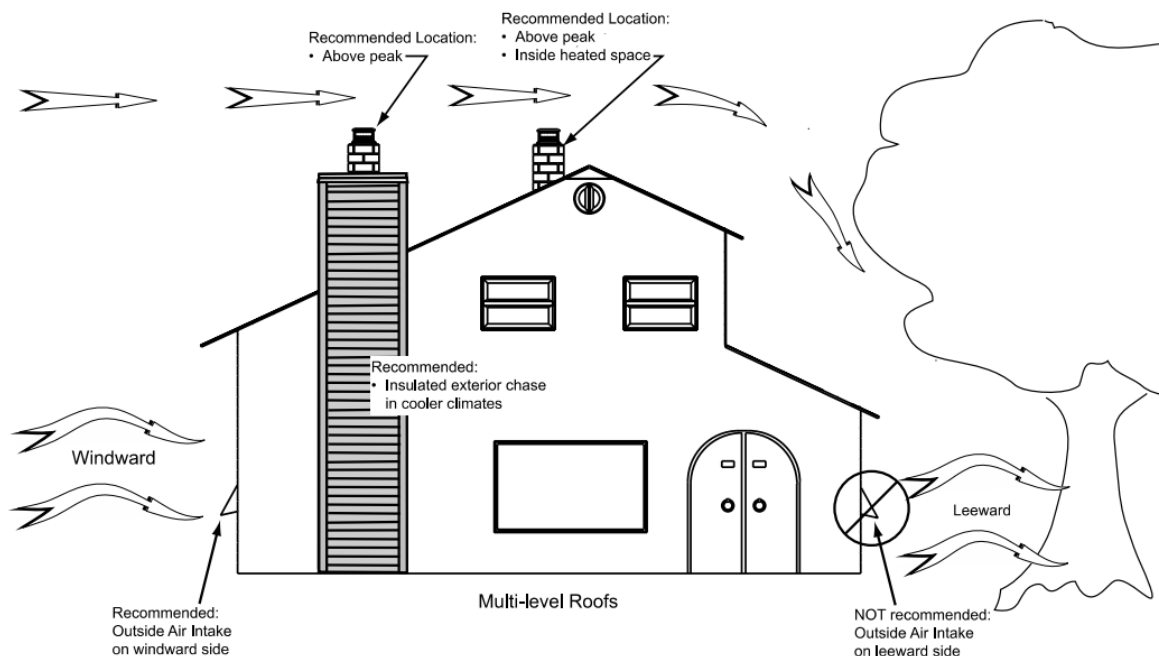 Recommended Location:
• Above peak
Recommended Location:
• Above peak
• Inside heated space
Recommended:
• Insulated exterior chase
in cooler climates
Windward
Leeward
Recommended:
Outside Air Intake
on windward side
Multi-level Roofs
NOT recommended:
Outside Air Intake
on leeward side